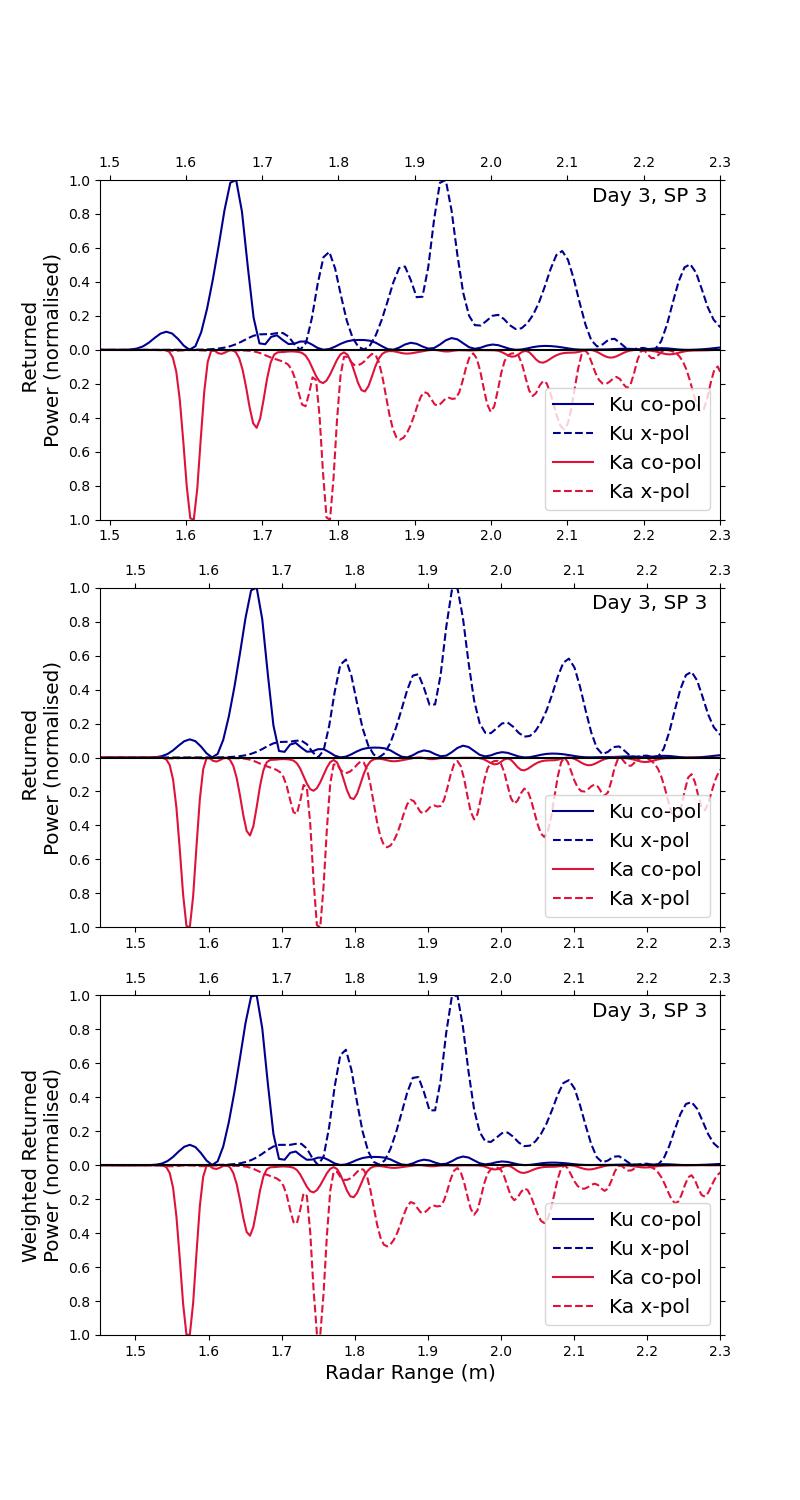 1.5 1.6 1.7 1.8 1.9 2.0 2.1 2.2 2.3
Day 3, SP 3
1.0
0.8
0.6
0.4
0.2
0.0
0.2
0.4
0.6
0.8
1.0
Returned
Power (normalised)
Ku co-pol
Ku x-pol
Ka co-pol
Ka x-pol
1.5 1.6 1.7 1.8 1.9 2.0 2.1 2.2 2.3
1.5 1.6 1.7 1.8 1.9 2.0 2.1 2.2 2.3
Day 3, SP 3
1.0
0.8
0.6
0.4
0.2
0.0
0.2
0.4
0.6
0.8
1.0
Returned
Power (normalised)
Ku co-pol
Ku x-pol
Ka co-pol
Ka x-pol
1.5 1.6 1.7 1.8 1.9 2.0 2.1 2.2 2.3
1.5 1.6 1.7 1.8 1.9 2.0 2.1 2.2 2.3
Day 3, SP 3
1.0
0.8
0.6
0.4
0.2
0.0
0.2
0.4
0.6
0.8
1.0
Weighted Returned
Power (normalised)
Ku co-pol
Ku x-pol
Ka co-pol
Ka x-pol
1.5 1.6 1.7 1.8 1.9 2.0 2.1 2.2 2.3
Radar Range (m)